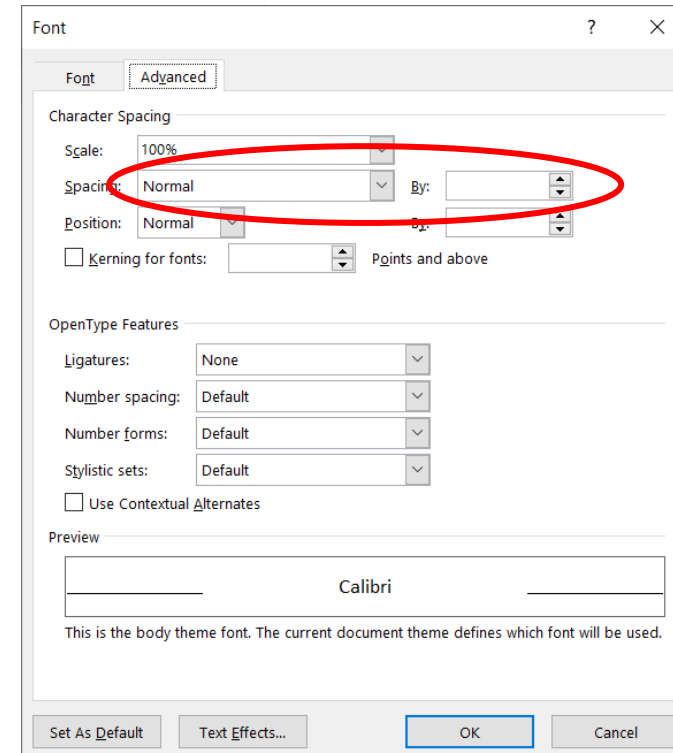 Font ?
Font Advanced
Character Spacing
Scale: 100%
Spacing: Normal By:
Position: Normal By:
Kerning for fonts: Points and above
OpenType Features
Ligatures: None
Number spacing: Default
Number forms: Default
Stylistic sets: Default
Use Contextual Alternates
Preview
Calibri
This is the body theme font. The current document theme defines which font will be used.
Set As Default Text Effects... OK Cancel